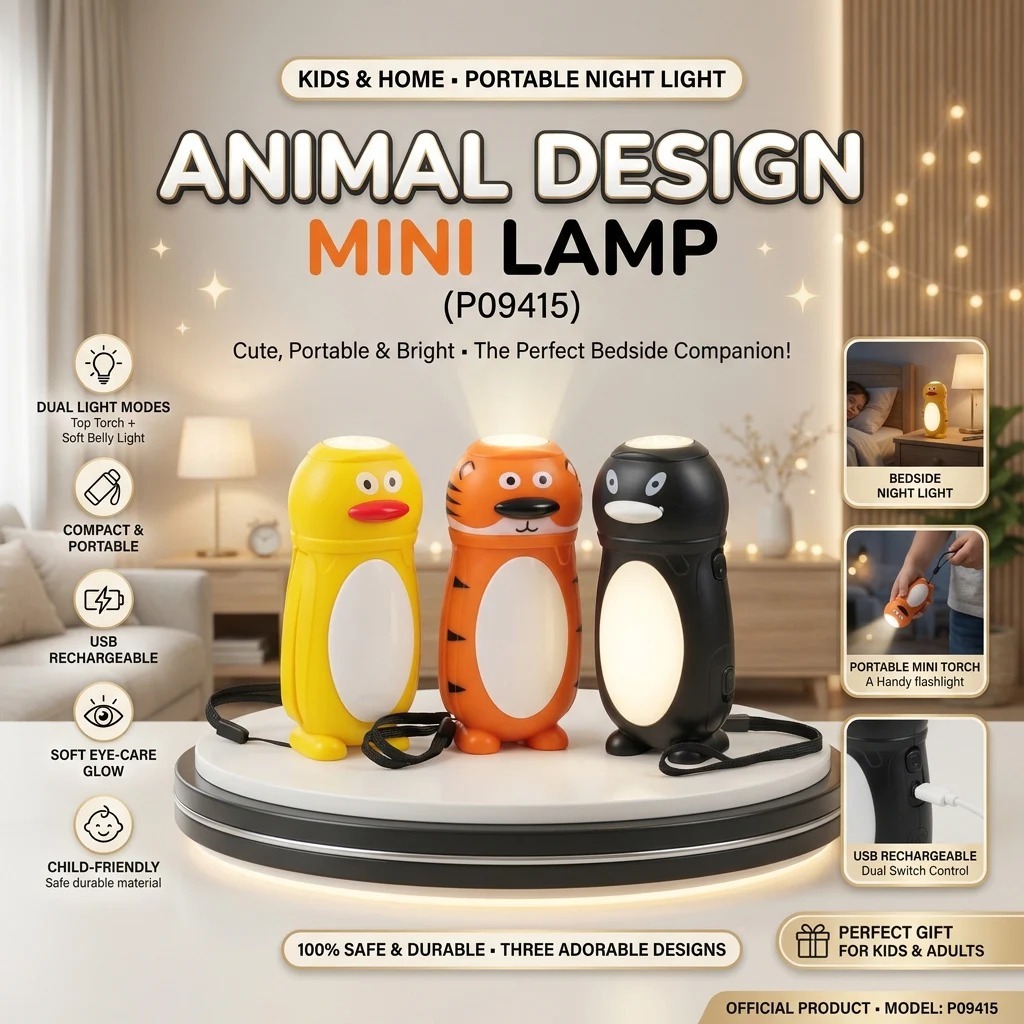 KIDS & HOME • PORTABLE NIGHT LIGHT
ANIMAL DESIGN
MINI LAMP
(P09415)
Cute, Portable & Bright • The Perfect Bedside Companion!
DUAL LIGHT MODES
Top Torch +
Soft Belly Light
COMPACT &
PORTABLE
USB
RECHARGEABLE
SOFT EYE-CARE
GLOW
CHILD-FRIENDLY
Safe durable material
BEDSIDE
NIGHT LIGHT
PORTABLE MINI TORCH
A Handy flashlight
USB RECHARGEABLE
Dual Switch Control
100% SAFE & DURABLE • THREE ADORABLE DESIGNS
PERFECT GIFT
FOR KIDS & ADULTS
OFFICIAL PRODUCT • MODEL: P09415